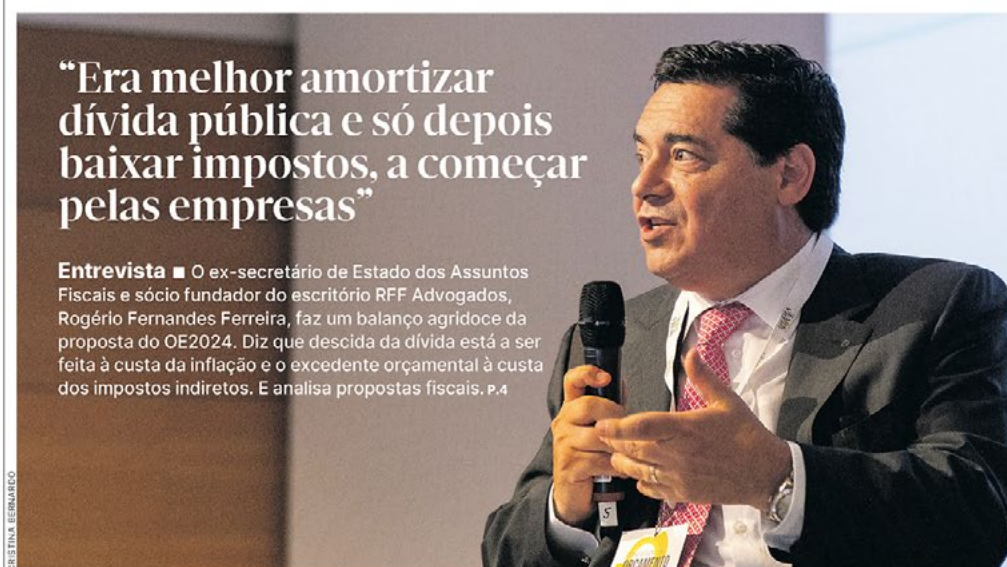 “Era melhor amortizar
dívida pública e só depois
baixar impostos, a começar
pelas empresas”
Entrevista ■ O ex-secretário de Estado dos Assuntos
Fiscais e sócio fundador do escritório RFF Advogados,
Rogério Fernandes Ferreira, faz um balanço agridoce da
proposta do OE2024. Diz que descida da dívida está a ser
feita à custa da inflação e o excedente orçamental à custa
dos impostos indiretos. E analisa propostas fiscais. P.4
CRISTINA BERNARDO
S
ORÇAMENTO